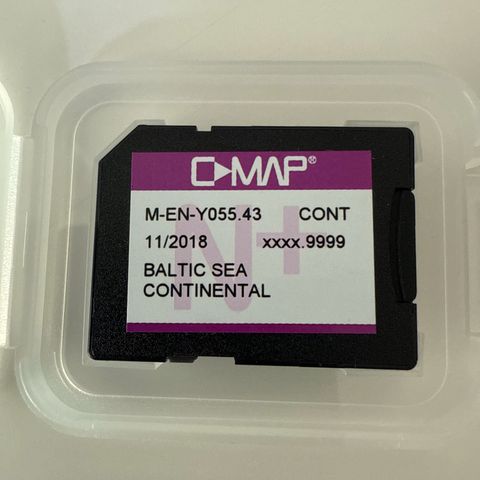 C-MAP®
M-EN-Y055.43 CONT
11/2018 xxxx.9999
BALTIC SEA
CONTINENTAL
N+